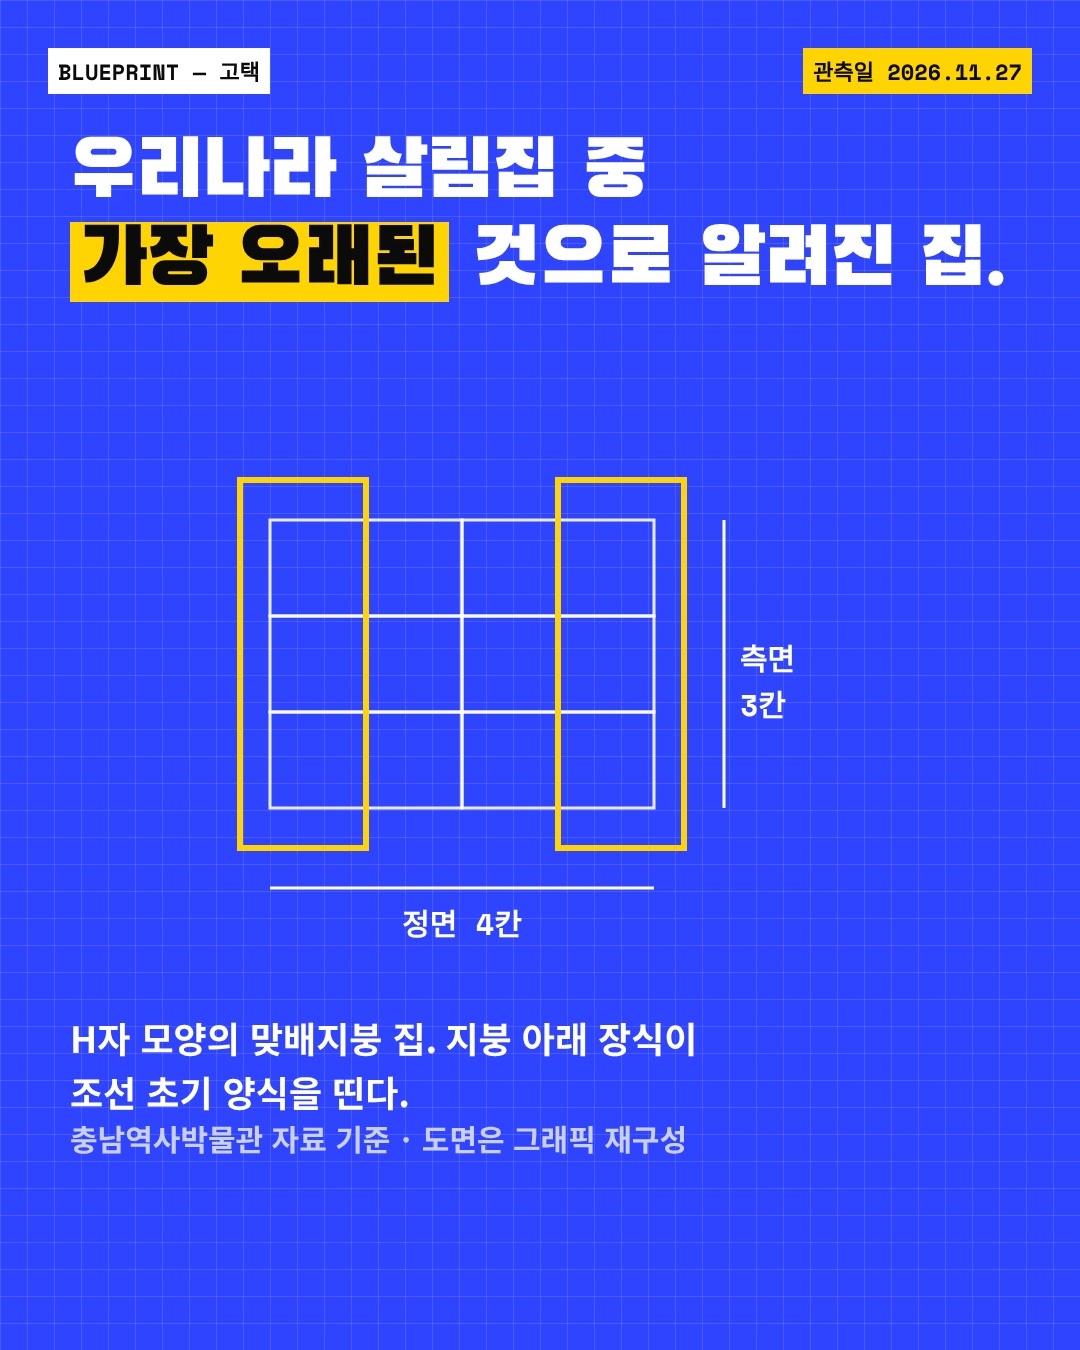 BLUEPRINT — 고택
관측일 2026.11.27
우리나라 살림집 중
가장 오래된 것으로 알려진 집.
측면
3칸
정면 4칸
H자 모양의 맞배지붕 집. 지붕 아래 장식이
조선 초기 양식을 띤다.
충남역사박물관 자료 기준 · 도면은 그래픽 재구성